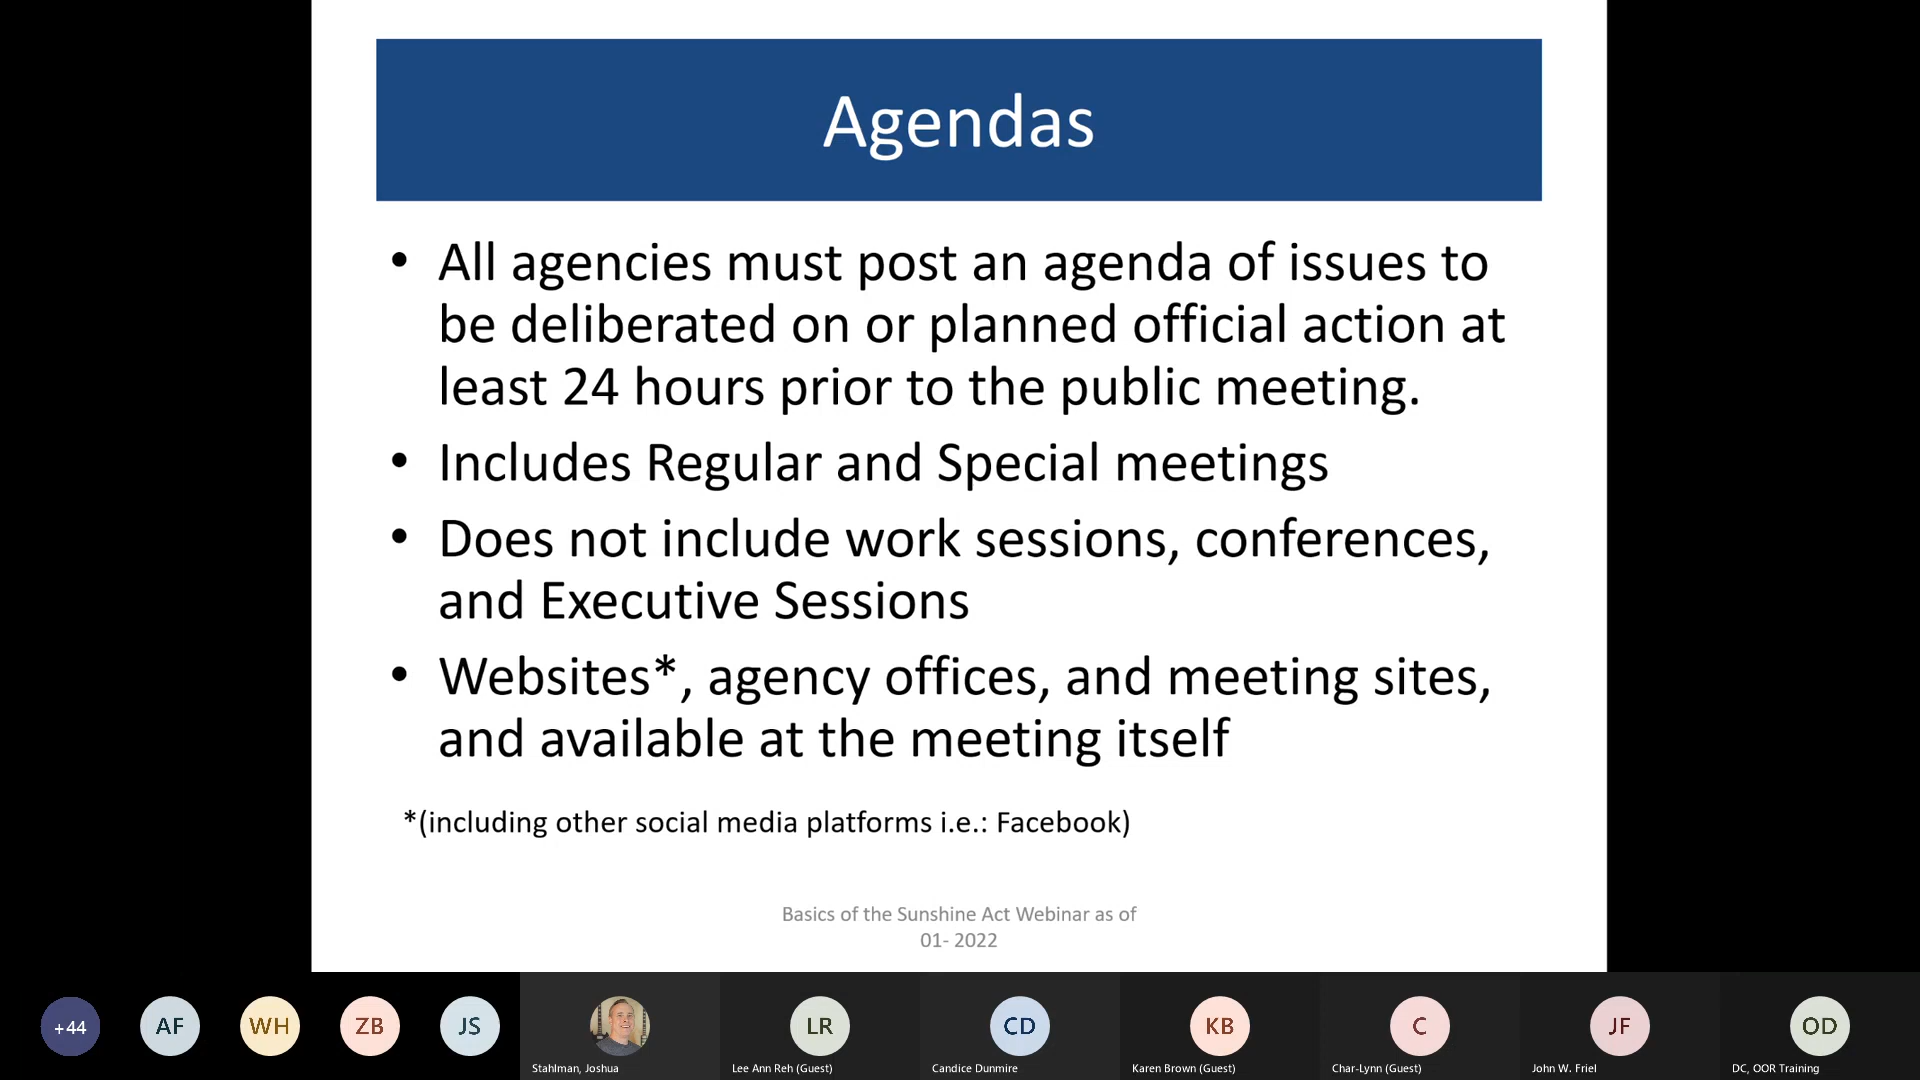 Agendas
• All agencies must post an agenda of issues to
be deliberated on or planned official action at
least 24 hours prior to the public meeting.
• Includes Regular and Special meetings
• Does not include work sessions, conferences,
and Executive Sessions
• Websites*, agency offices, and meeting sites,
and available at the meeting itself
*(including other social media platforms i.e.: Facebook)
Basics of the Sunshine Act Webinar as of
01- 2022
+44 AF WH ZB JS LR CD KB C JF OD
Stahlman, Joshua Lee Ann Reh (Guest) Candice Dunmire Karen Brown (Guest) Char-Lynn (Guest) John W. Friel DC, OOR Training